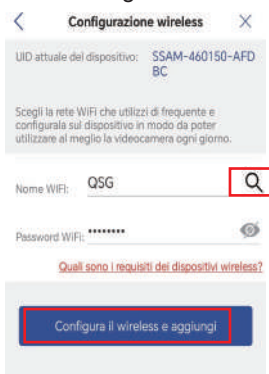 Configurazione wireless
UID attuale del dispositivo: SSAM-460150-AFD
BC
Scegli la rete WiFi che utilizzi di frequente e
configurala sul dispositivo in modo da poter
utilizzare al meglio la videocamera ogni giorno.
Nome WIFI: QSG
Password WiFi: ••••••••
Quali sono i requisiti dei dispositivi wireless?
Configura il wireless e aggiungi